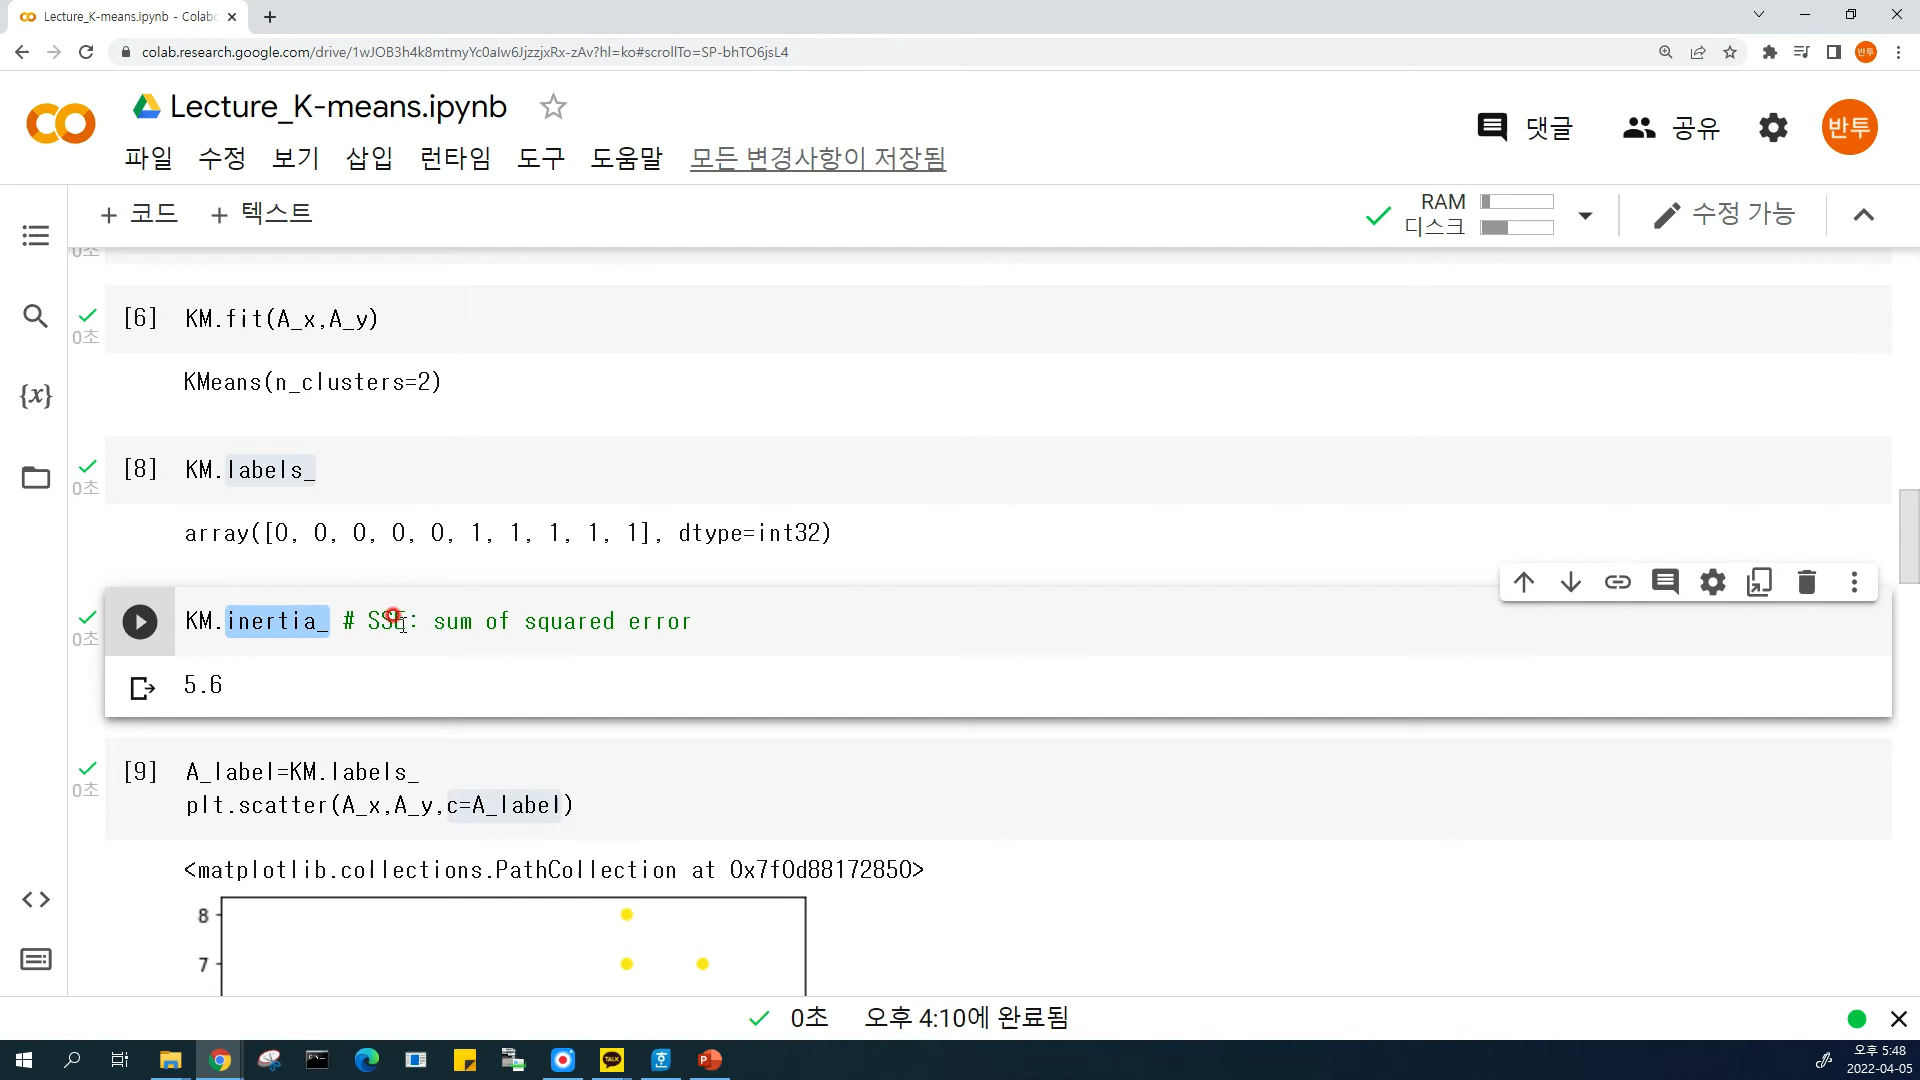 Lecture_K-means.ipynb - Colabo
colab.research.google.com/drive/1wJOB3h4k8mtmyYc0aIw6JjzzjxRx-zAv?hl=ko#scrollTo=SP-bhTO6jsL4
반투
Lecture_K-means.ipynb
댓글
공유
반투
파일 수정 보기 삽입 런타임 도구 도움말 모든 변경사항이 저장됨
+ 코드 + 텍스트
RAM
디스크
수정 가능
0초
[6] KM.fit(A_x,A_y)
0초
KMeans(n_clusters=2)
[8] KM.labels_
0초
array([0, 0, 0, 0, 0, 1, 1, 1, 1, 1], dtype=int32)
KM.inertia_ # SSE: sum of squared error
0초
5.6
[9] A_label=KM.labels_
0초
plt.scatter(A_x,A_y,c=A_label)
<matplotlib.collections.PathCollection at 0x7f0d88172850>
8
7
0초 오후 4:10에 완료됨
TALK
오후 5:48
2022-04-05